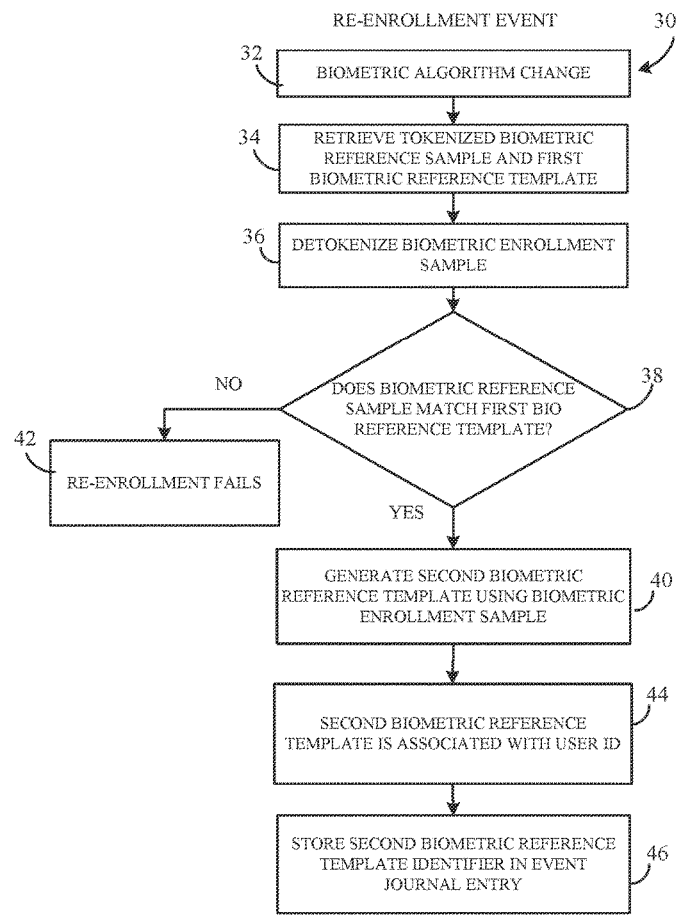 RE-ENROLLMENT EVENT
30
32
BIOMETRIC ALGORITHM CHANGE
34
RETRIEVE TOKENIZED BIOMETRIC
REFERENCE SAMPLE AND FIRST
BIOMETRIC REFERENCE TEMPLATE
36
DETOKENIZE BIOMETRIC ENROLLMENT
SAMPLE
38
DOES BIOMETRIC REFERENCE
SAMPLE MATCH FIRST BIO
REFERENCE TEMPLATE?
NO
42
RE-ENROLLMENT FAILS
YES
GENERATE SECOND BIOMETRIC
REFERENCE TEMPLATE USING BIOMETRIC
ENROLLMENT SAMPLE
40
44
SECOND BIOMETRIC REFERENCE
TEMPLATE IS ASSOCIATED WITH USER ID
STORE SECOND BIOMETRIC REFERENCE
TEMPLATE IDENTIFIER IN EVENT
JOURNAL ENTRY
46